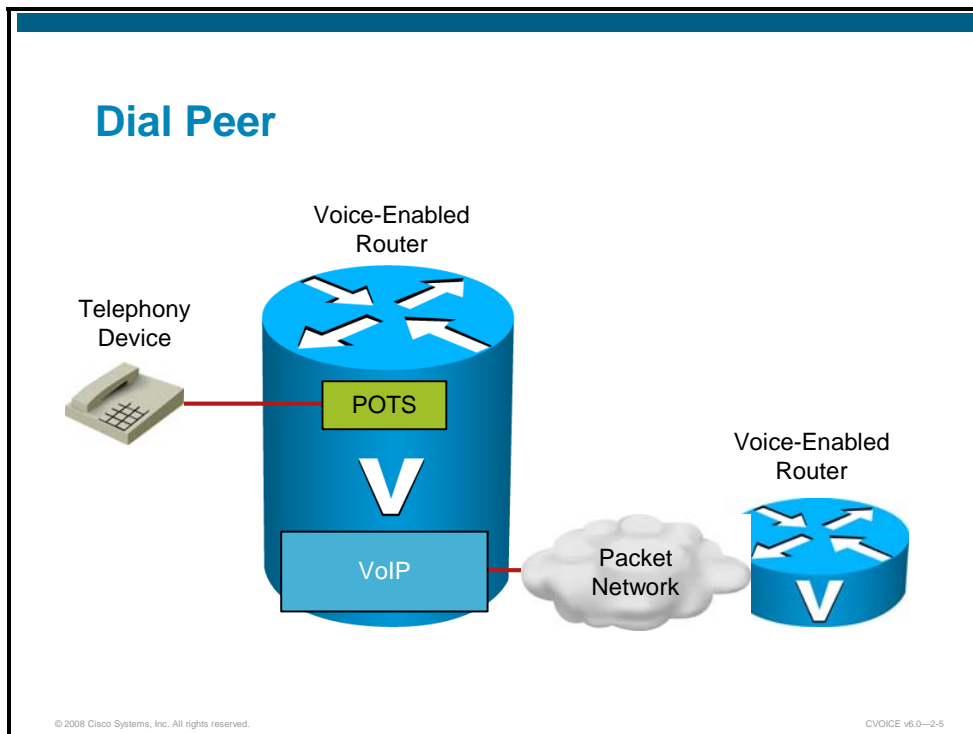 Dial Peer
Voice-Enabled
Router
Telephony
Device
POTS
V
Voice-Enabled
Router
VoIP
Packet
Network
V
© 2008 Cisco Systems, Inc. All rights reserved.
CVOICE v6.0—2-5